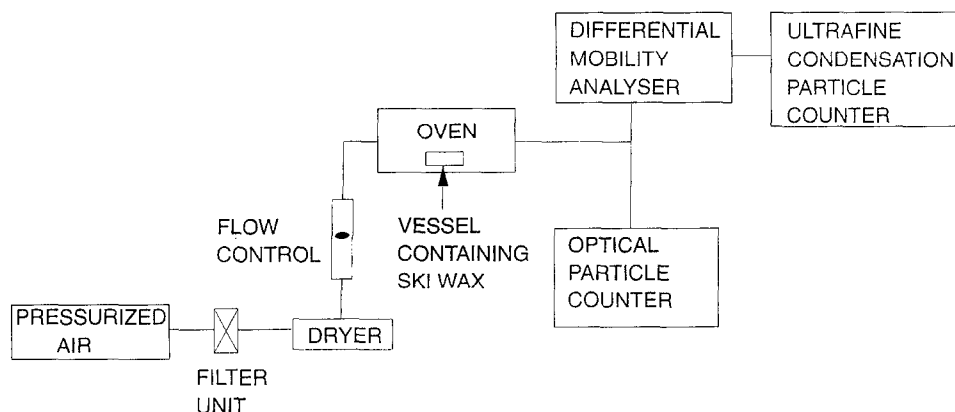 DIFFERENTIAL
MOBILITY
ANALYSER
ULTRAFINE
CONDENSATION
PARTICLE
COUNTER
OVEN
VESSEL
CONTAINING
SKI WAX
FLOW
CONTROL
OPTICAL
PARTICLE
COUNTER
PRESSURIZED
AIR
DRYER
FILTER
UNIT